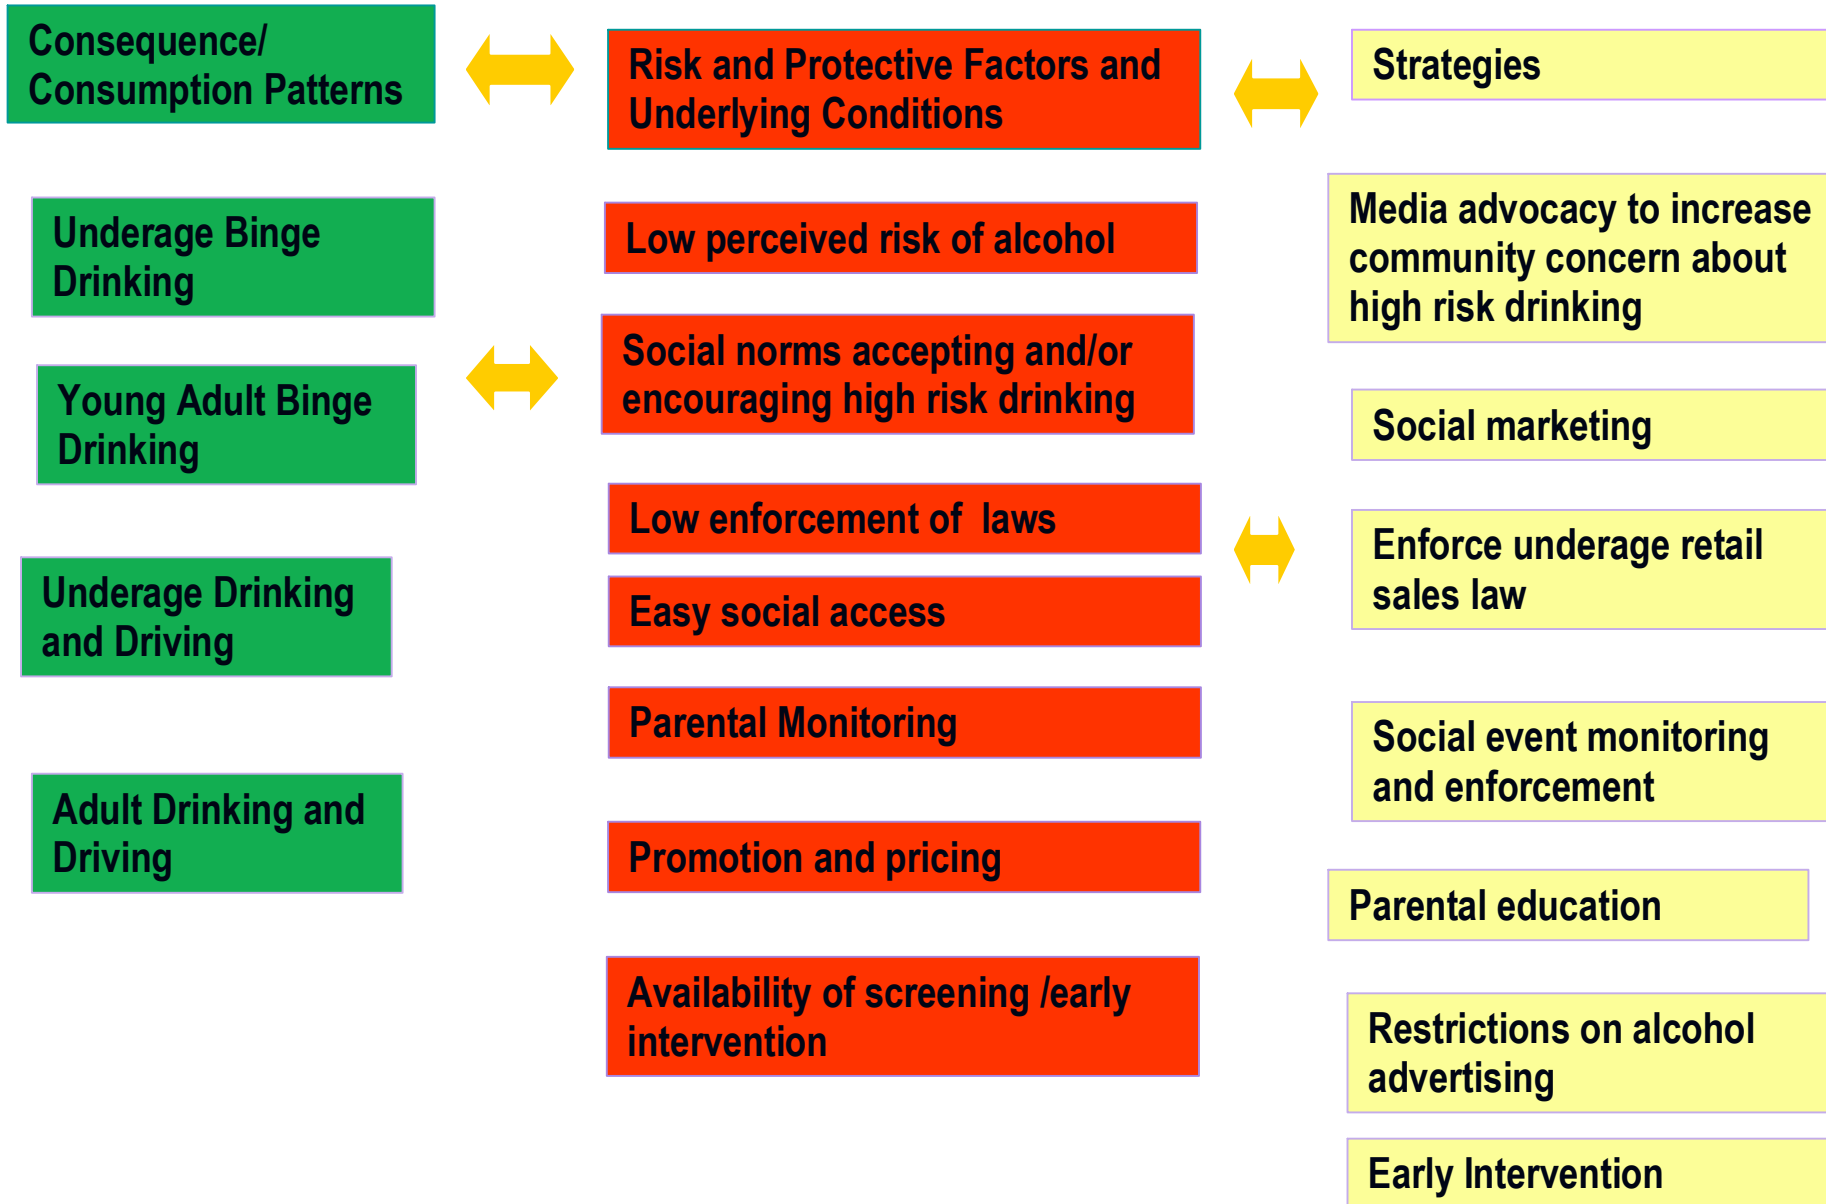 Consequence/
Consumption Patterns
Risk and Protective Factors and
Underlying Conditions
Strategies
Underage Binge
Drinking
Young Adult Binge
Drinking
Underage Drinking
and Driving
Adult Drinking and
Driving
Low perceived risk of alcohol
Social norms accepting and/or
encouraging high risk drinking
Low enforcement of  laws
Easy social access
Parental Monitoring
Promotion and pricing
Availability of screening /early
intervention
Media advocacy to increase
community concern about
high risk drinking
Social marketing
Enforce underage retail
sales law
Social event monitoring
and enforcement
Parental education
Restrictions on alcohol
advertising
Early Intervention